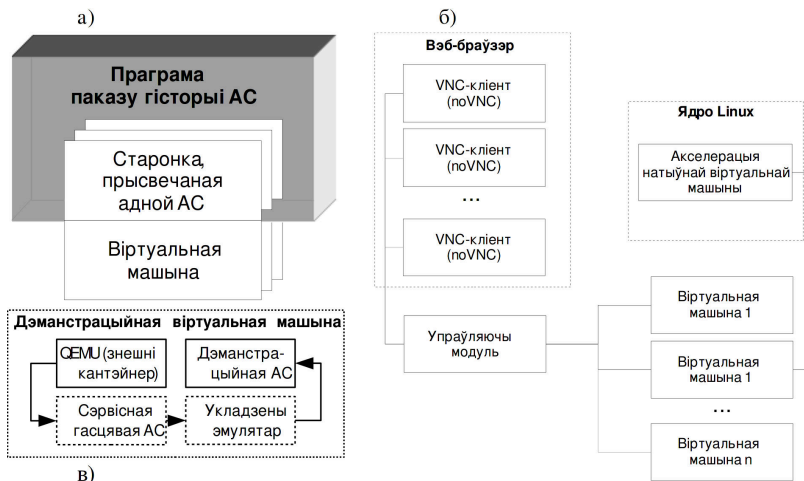 а)
Праграма
паказу гісторыі АС
Старонка,
прысвечаная
адной АС
Віртуальная
машына
Дэманстрацыйная віртуальная машына
QEMU (знешні
кантэйнер)
Дэманстра-
цыйная АС
Сэрвісная
гасцявая АС
Укладзены
эмулятар
в)
б)
Вэб-браўзэр
VNC-кліент
(noVNC)
VNC-кліент
(noVNC)
...
VNC-кліент
(noVNC)
Упраўляючы
модуль
Ядро Linux
Акселерацыя
натыўнай віртуальнай
машыны
Віртуальная
машына 1
Віртуальная
машына 1
...
Віртуальная
машына n